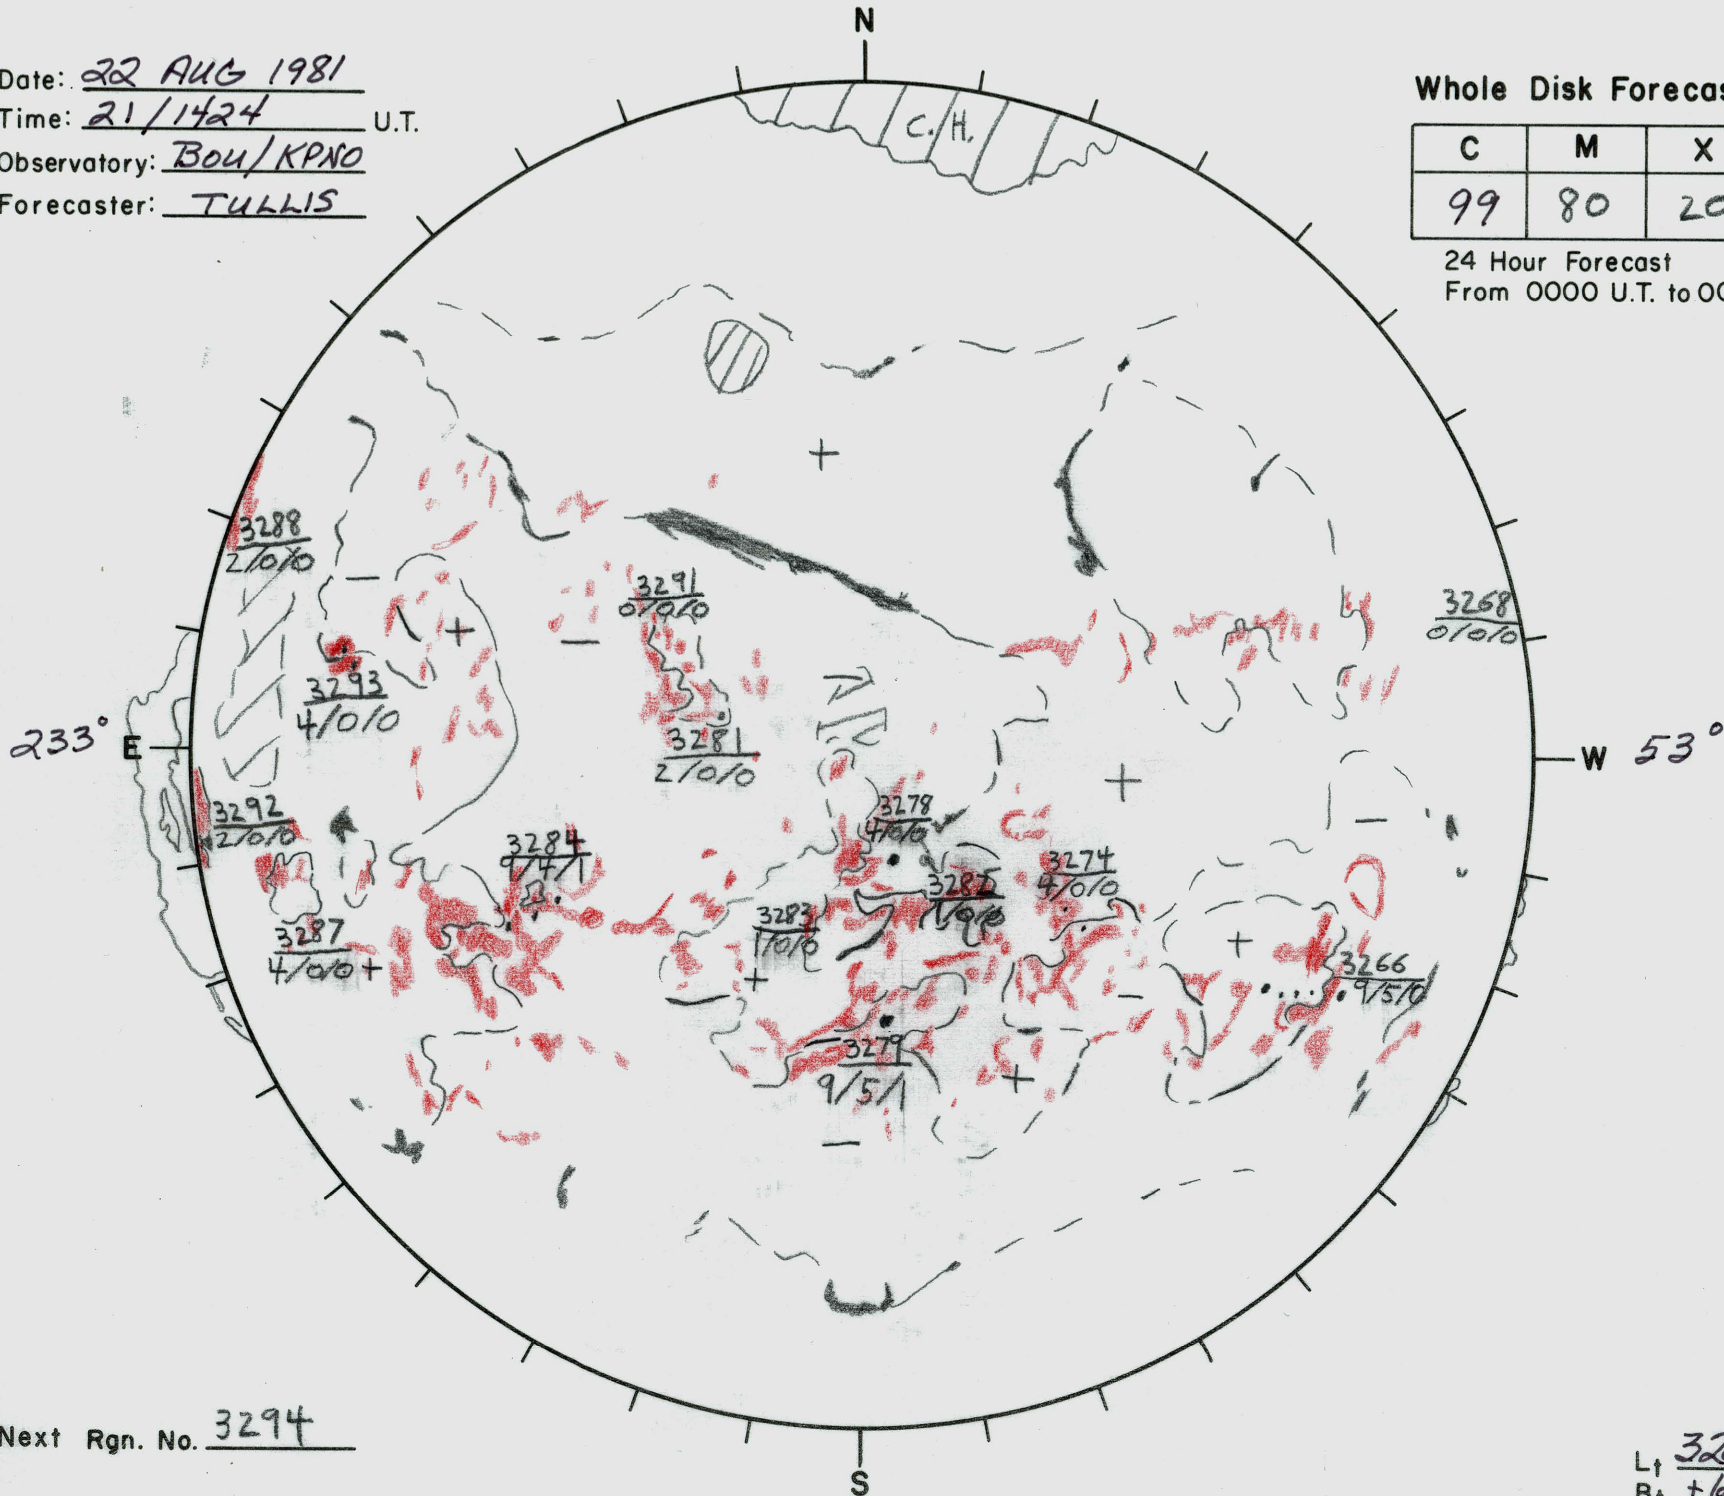 N
Date: 22 AUG 1981
Time: 21/1424 U.T.
Observatory: BOU/KPNO
Forecaster: TULLIS
Whole Disk
C M X
99 80
24 Hour Forecast
From 0000 U.T. to
C.H.
3288
2/0/0
3291
0/0/0
3268
0/0/0
3293
4/0/0
3281
2/0/0
233° E
W 53°
3292
2/0/0
3278
4/0/0
3284
3274
4/0/0
1/0/0
3283
1/0/0
3287
4/0/0
3266
9/5/0
3279
9/5/1
Next Rgn. No. 3294
S